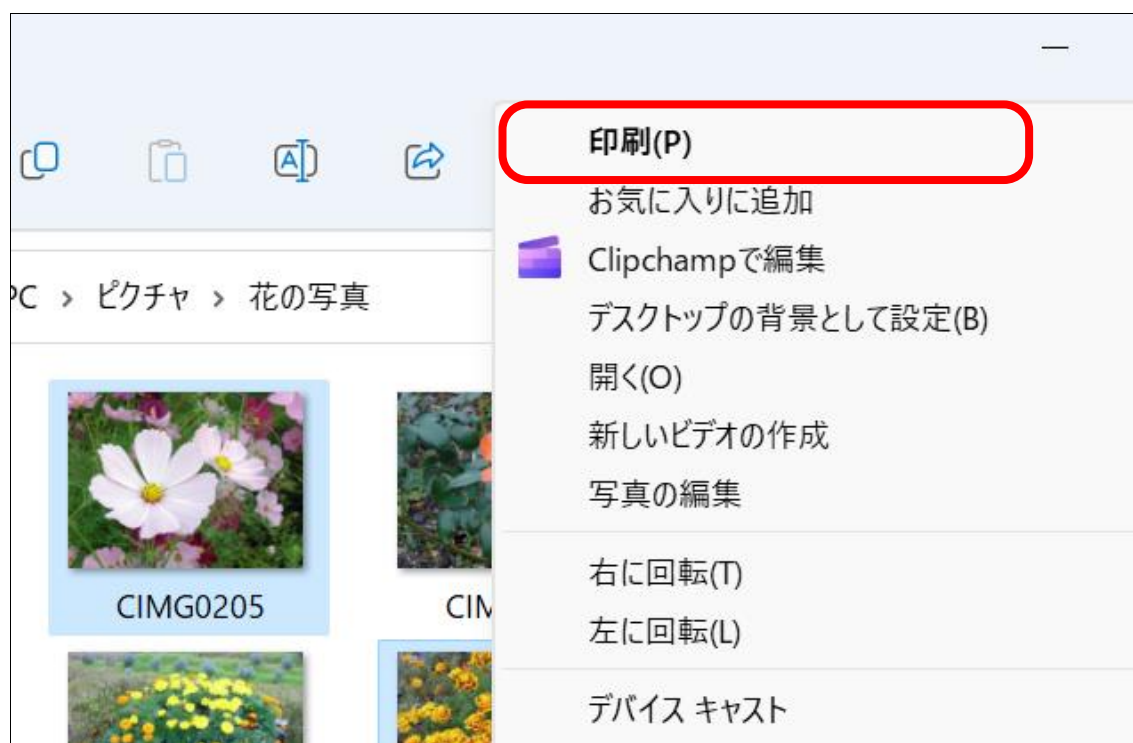 印刷(P)
お気に入りに追加
Clipchampで編集
PC > ピクチャ > 花の写真
デスクトップの背景として設定(B)
開く(O)
新しいビデオの作成
写真の編集
右に回転(T)
CIMG0205
左に回転(L)
デバイス キャスト